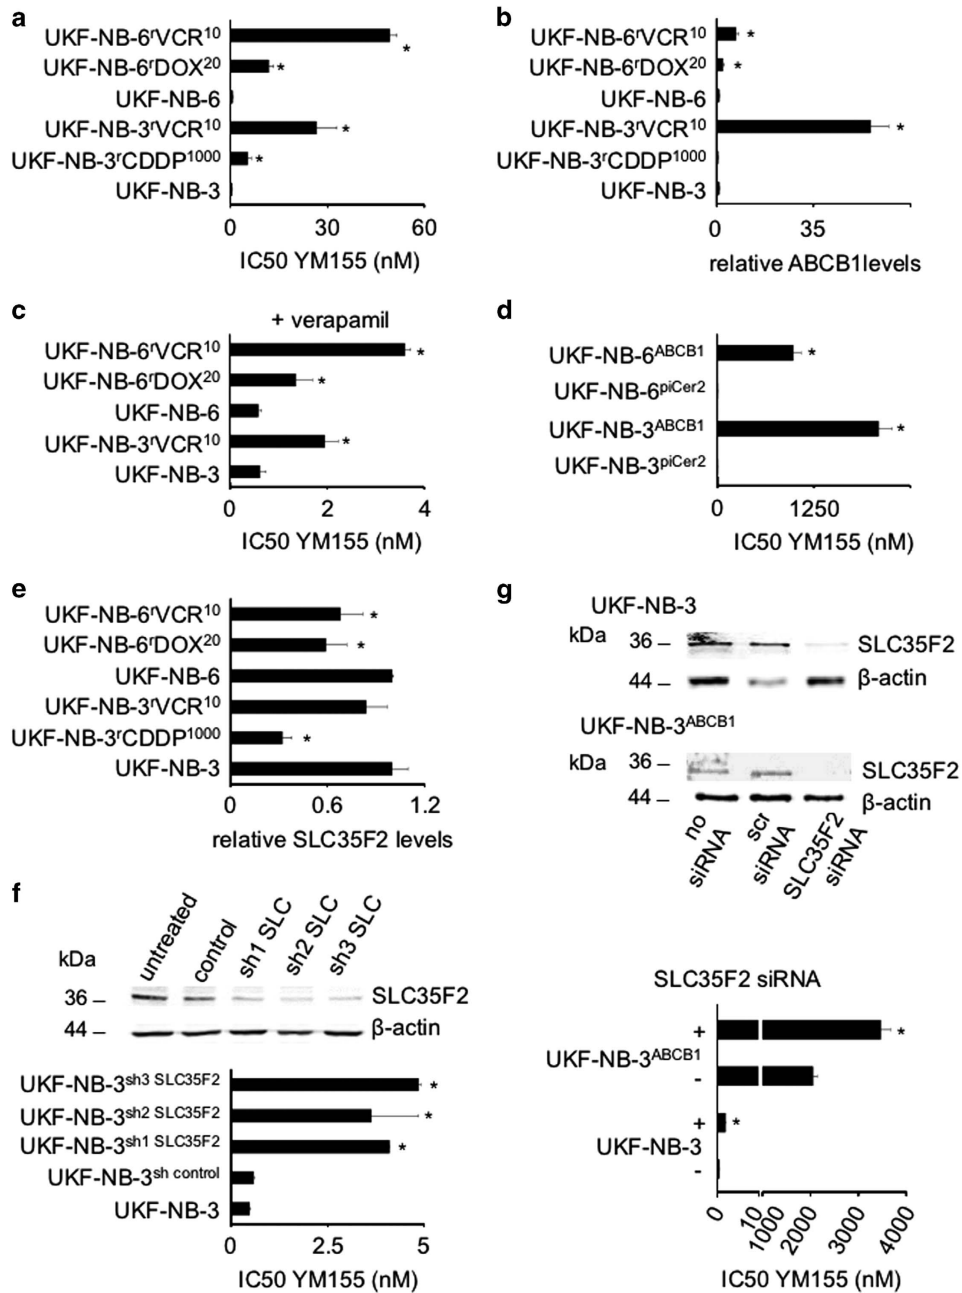 a
UKF-NB-6ʳVCR¹⁰
*
UKF-NB-6ʳDOX²⁰ *
UKF-NB-6
UKF-NB-3ʳVCR¹⁰ *
UKF-NB-3ʳCDDP¹⁰⁰⁰ *
UKF-NB-3
0 30 60
IC50 YM155 (nM)
b
UKF-NB-6ʳVCR¹⁰ *
UKF-NB-6ʳDOX²⁰ *
UKF-NB-6
UKF-NB-3ʳVCR¹⁰ *
UKF-NB-3ʳCDDP¹⁰⁰⁰
UKF-NB-3
0 35
relative ABCB1levels
c
+ verapamil
UKF-NB-6ʳVCR¹⁰ *
UKF-NB-6ʳDOX²⁰ *
UKF-NB-6
UKF-NB-3ʳVCR¹⁰ *
UKF-NB-3
0 2 4
IC50 YM155 (nM)
d
UKF-NB-6ABCB1 *
UKF-NB-6piCer2
UKF-NB-3ABCB1 *
UKF-NB-3piCer2
0 1250
IC50 YM155 (nM)
e
UKF-NB-6ʳVCR¹⁰ *
UKF-NB-6ʳDOX²⁰ *
UKF-NB-6
UKF-NB-3ʳVCR¹⁰
UKF-NB-3ʳCDDP¹⁰⁰⁰ *
UKF-NB-3
0 0.6 1.2
relative SLC35F2 levels
f
untreated control sh1 SLC sh2 SLC sh3 SLC
kDa
36 – SLC35F2
44 – β-actin
UKF-NB-3sh3 SLC35F2 *
UKF-NB-3sh2 SLC35F2 *
UKF-NB-3sh1 SLC35F2 *
UKF-NB-3sh control
UKF-NB-3
0 2.5 5
IC50 YM155 (nM)
g
UKF-NB-3
kDa 36 – SLC35F2
44 – β-actin
UKF-NB-3ABCB1
kDa 36 – SLC35F2
44 – β-actin
no siRNA
scr siRNA
SLC35F2 siRNA
SLC35F2 siRNA
+ *
UKF-NB-3ABCB1
-
+ *
UKF-NB-3
-
0 10 1000 2000 3000 4000
IC50 YM155 (nM)